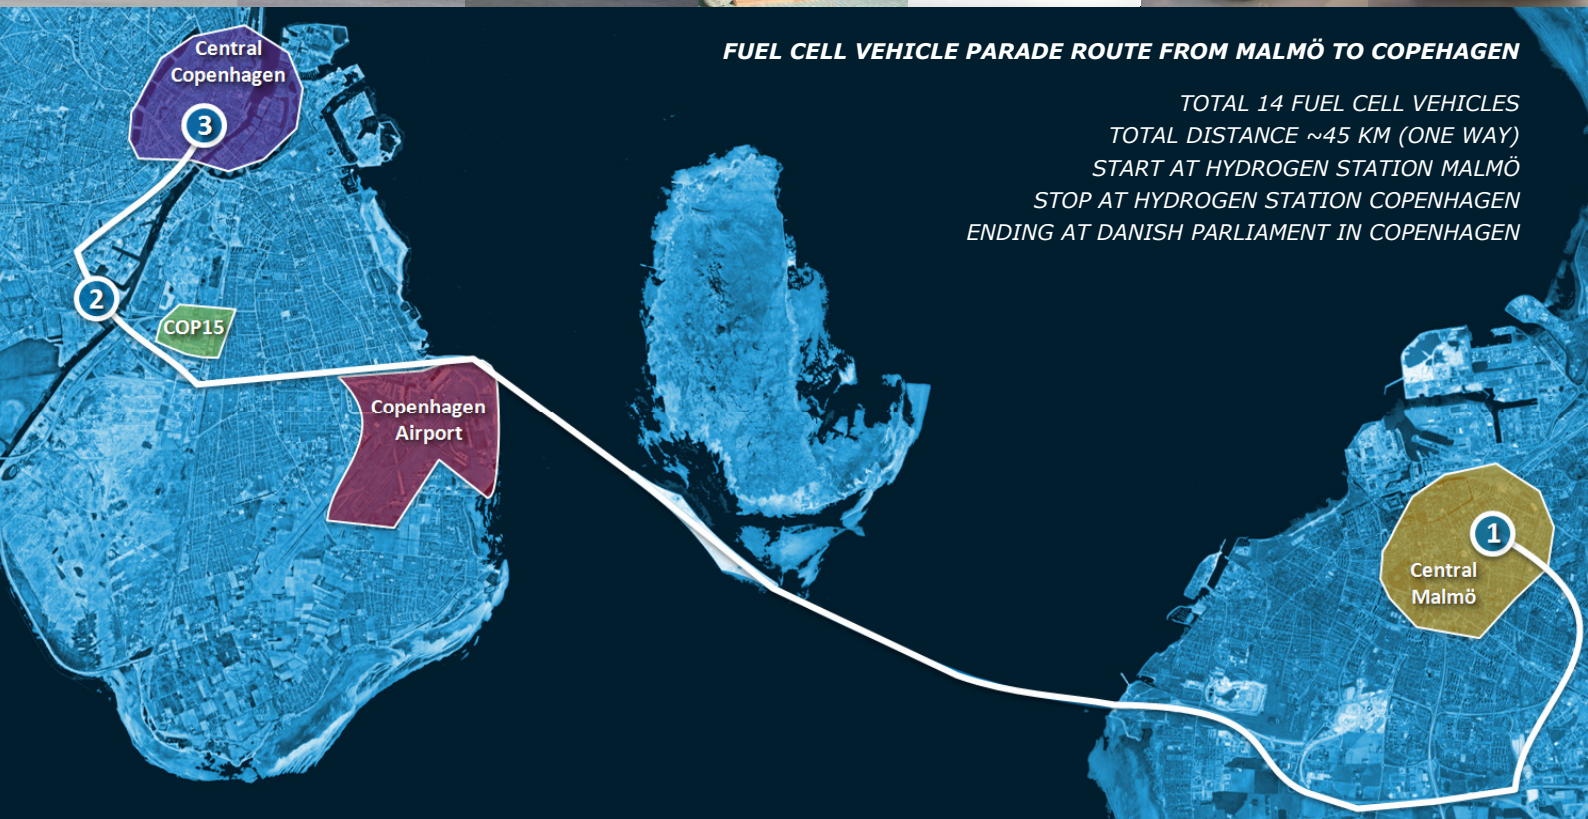 FUEL CELL VEHICLE PARADE ROUTE FROM MALMÖ TO COPEHAGEN
TOTAL 14 FUEL CELL VEHICLES
TOTAL DISTANCE ~45 KM (ONE WAY)
START AT HYDROGEN STATION MALMÖ
STOP AT HYDROGEN STATION COPENHAGEN
ENDING AT DANISH PARLIAMENT IN COPENHAGEN
Central
Copenhagen
3
2
COP15
Copenhagen
Airport
1
Central
Malmö